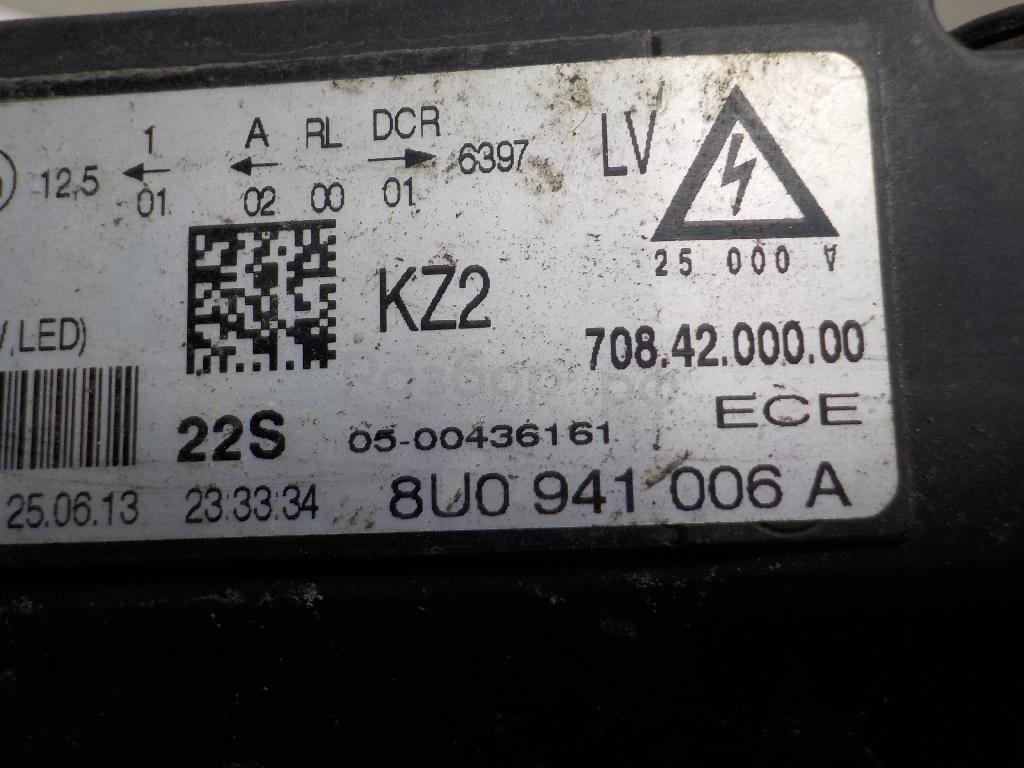 1 A RL DCR
12,5 6397 LV
01 02 00 01
25 000 V
KZ2
,LED)
708.42.000.00
ECE
22S 05-00436161
25.06.13 23:33:34 8U0 941 006 A